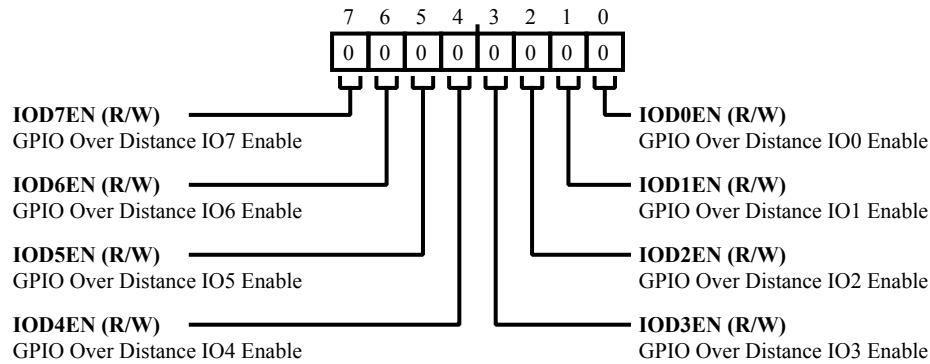 7 6 5 4 3 2 1 0
0 0 0 0 0 0 0 0
IOD7EN (R/W)
GPIO Over Distance IO7 Enable
IOD6EN (R/W)
GPIO Over Distance IO6 Enable
IOD5EN (R/W)
GPIO Over Distance IO5 Enable
IOD4EN (R/W)
GPIO Over Distance IO4 Enable
IOD0EN (R/W)
GPIO Over Distance IO0 Enable
IOD1EN (R/W)
GPIO Over Distance IO1 Enable
IOD2EN (R/W)
GPIO Over Distance IO2 Enable
IOD3EN (R/W)
GPIO Over Distance IO3 Enable